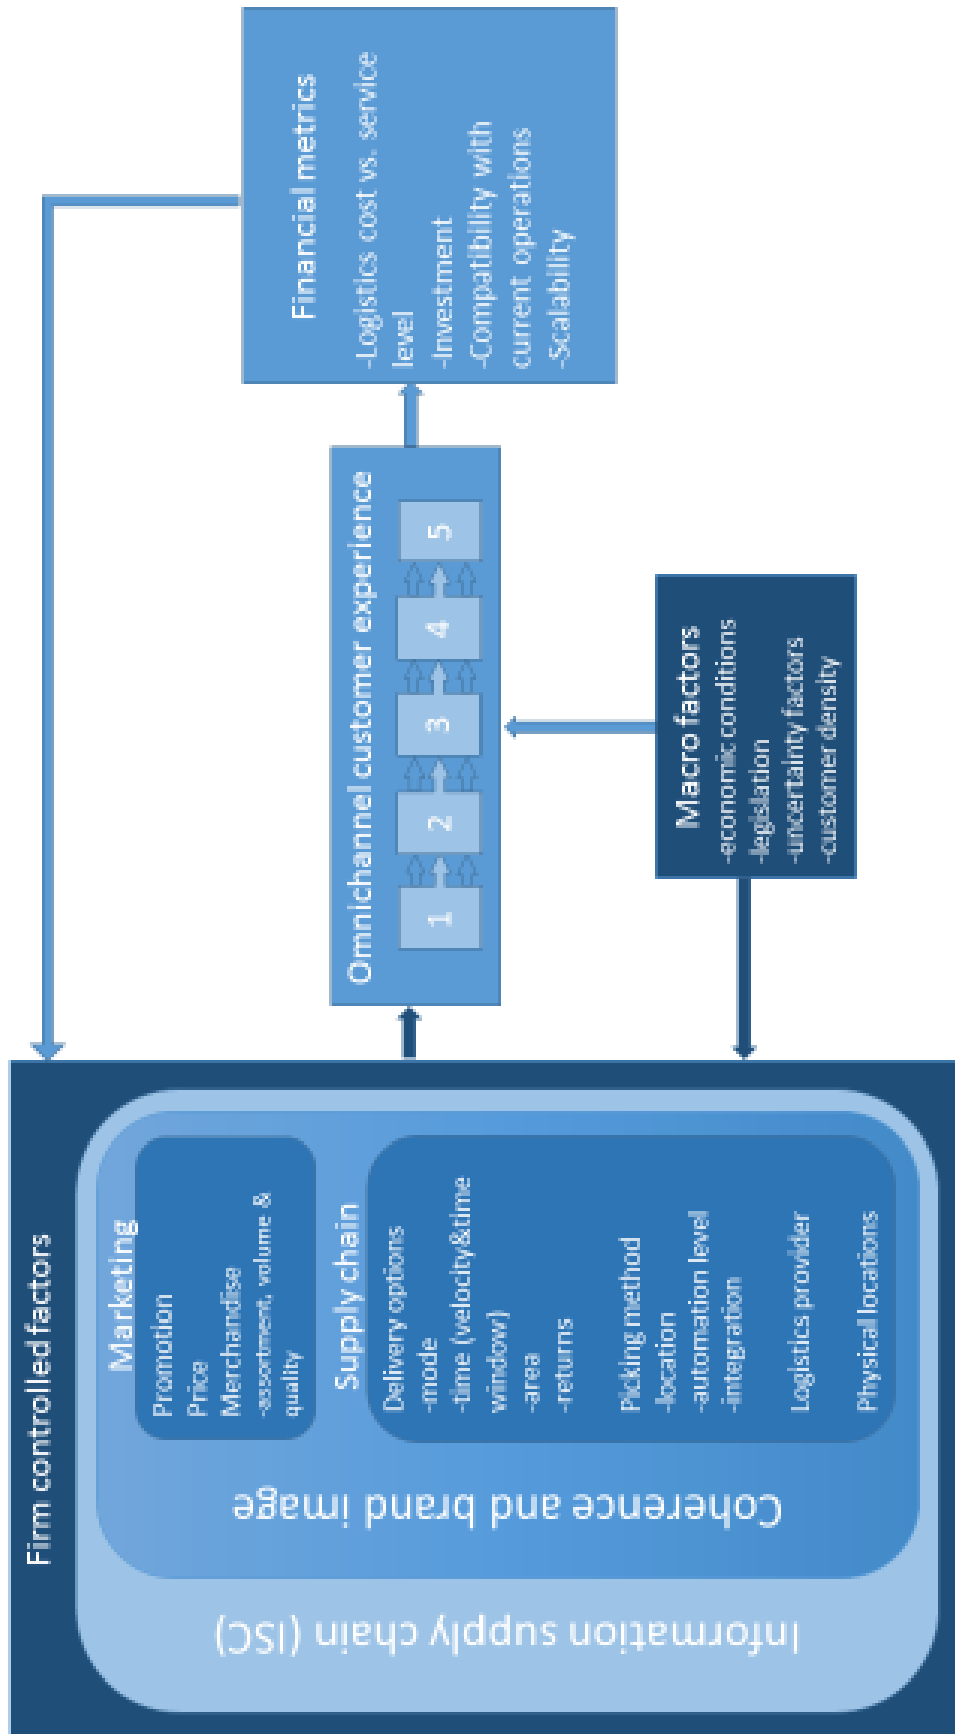 Firm controlled factors
Information supply chain (ISC)
Coherence and brand image
Marketing
Promotion
Price
Merchandise
-assortment, volume &
quality
Supply chain
Delivery options
-mode
-time (velocity&time
window)
-area
-returns
Picking method
-location
-automation level
-integration
Logistics provider
Physical locations
Omnichannel customer experience
1
2
3
4
5
Macro factors
-economic conditions
-legislation
-uncertainty factors
-customer density
Financial metrics
-Logistics cost vs. service
level
-Investment
-Compatibility with
current operations
-Scalability